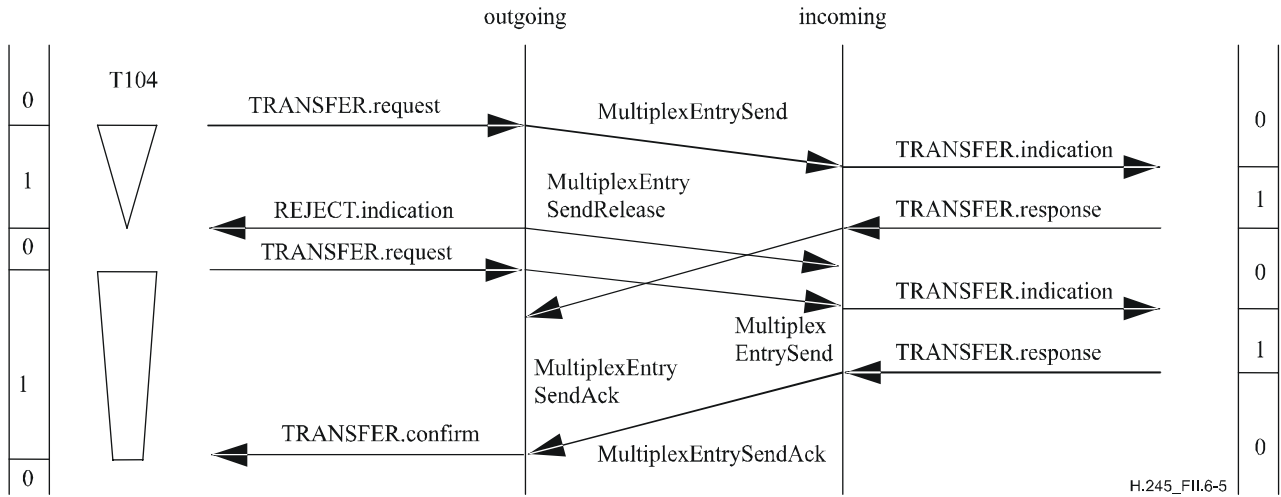 outgoing
incoming
T104
0
TRANSFER.request
MultiplexEntrySend
0
TRANSFER.indication
1
MultiplexEntry
SendRelease
REJECT.indication
TRANSFER.response
1
0
TRANSFER.request
0
TRANSFER.indication
Multiplex
EntrySend
TRANSFER.response
1
1
MultiplexEntry
SendAck
TRANSFER.confirm
MultiplexEntrySendAck
0
0
H.245_FII.6-5